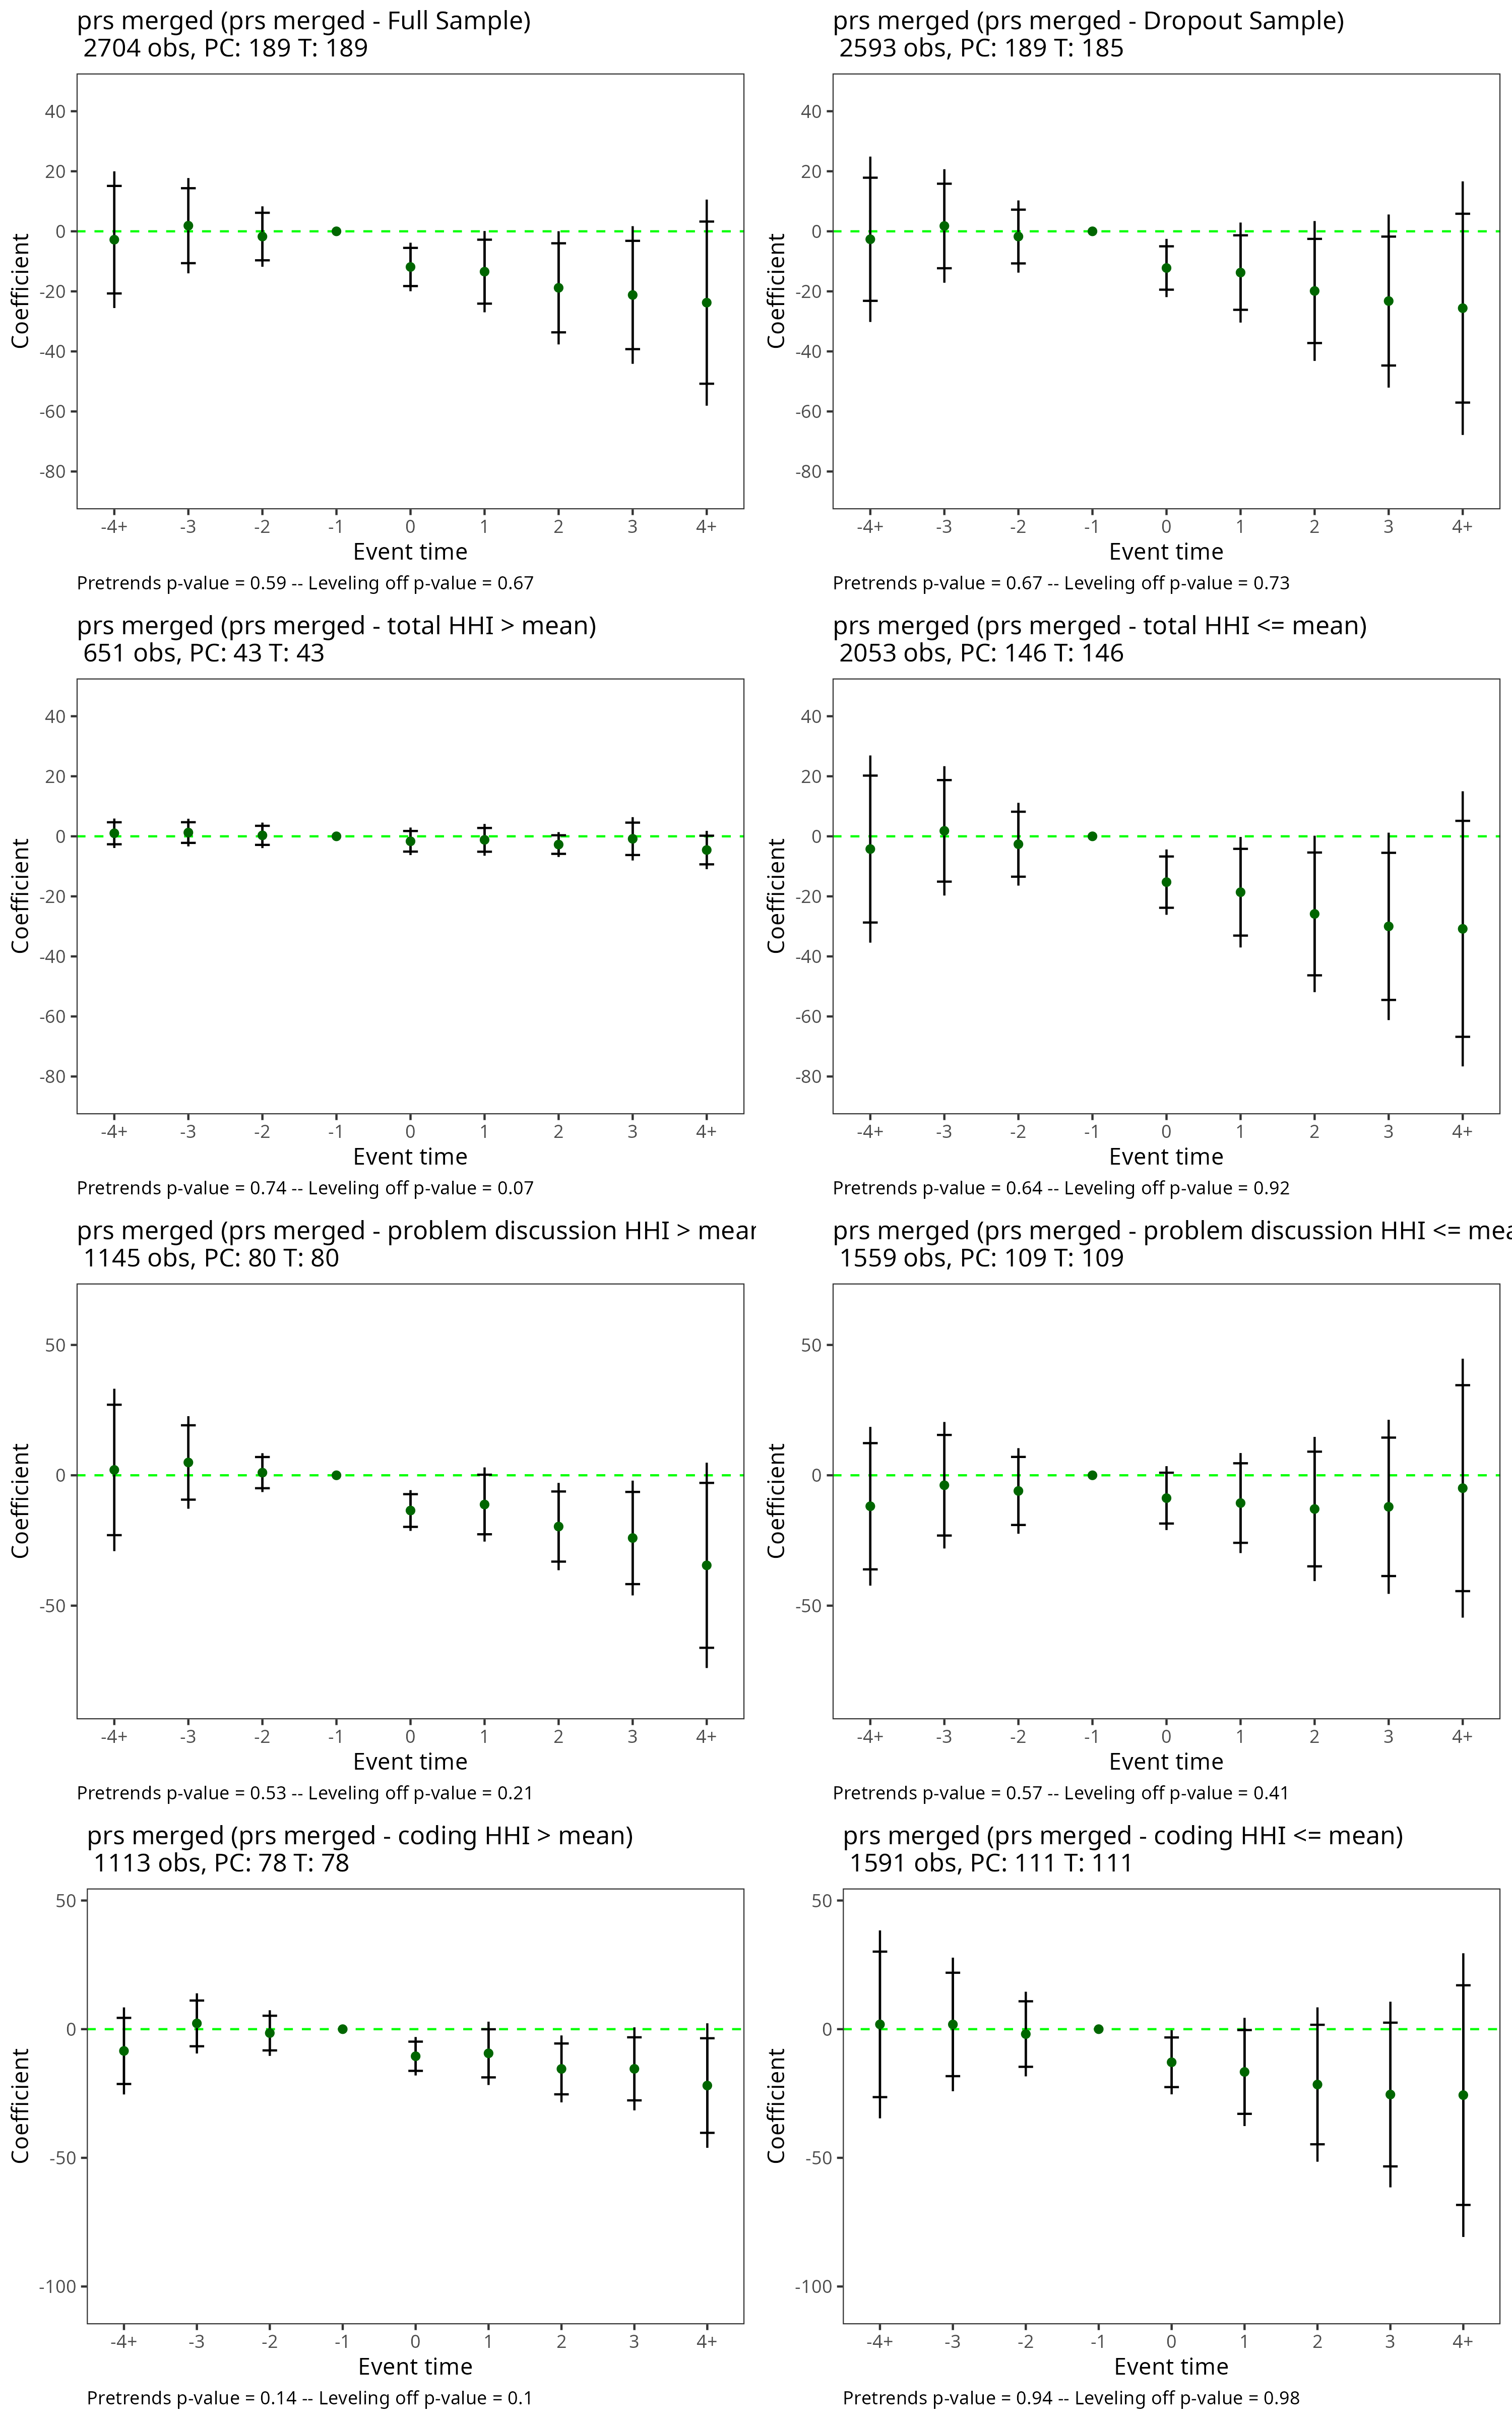 prs merged (prs merged - Full Sample)
2704 obs, PC: 189 T: 189
40
20
0
-20
-40
-60
-80
Coefficient
-4+ -3 -2 -1 0 1 2 3 4+
Event time
Pretrends p-value = 0.59 -- Leveling off p-value = 0.67
prs merged (prs merged - Dropout Sample)
2593 obs, PC: 189 T: 185
40
20
0
-20
-40
-60
-80
Coefficient
-4+ -3 -2 -1 0 1 2 3 4+
Event time
Pretrends p-value = 0.67 -- Leveling off p-value = 0.73
prs merged (prs merged - total HHI > mean)
651 obs, PC: 43 T: 43
40
20
0
-20
-40
-60
-80
Coefficient
-4+ -3 -2 -1 0 1 2 3 4+
Event time
Pretrends p-value = 0.74 -- Leveling off p-value = 0.07
prs merged (prs merged - total HHI <= mean)
2053 obs, PC: 146 T: 146
40
20
0
-20
-40
-60
-80
Coefficient
-4+ -3 -2 -1 0 1 2 3 4+
Event time
Pretrends p-value = 0.64 -- Leveling off p-value = 0.92
prs merged (prs merged - problem discussion HHI > mean
1145 obs, PC: 80 T: 80
50
0
-50
Coefficient
-4+ -3 -2 -1 0 1 2 3 4+
Event time
Pretrends p-value = 0.53 -- Leveling off p-value = 0.21
prs merged (prs merged - problem discussion HHI <= mea
1559 obs, PC: 109 T: 109
50
0
-50
Coefficient
-4+ -3 -2 -1 0 1 2 3 4+
Event time
Pretrends p-value = 0.57 -- Leveling off p-value = 0.41
prs merged (prs merged - coding HHI > mean)
1113 obs, PC: 78 T: 78
50
0
-50
-100
Coefficient
-4+ -3 -2 -1 0 1 2 3 4+
Event time
Pretrends p-value = 0.14 -- Leveling off p-value = 0.1
prs merged (prs merged - coding HHI <= mean)
1591 obs, PC: 111 T: 111
50
0
-50
-100
Coefficient
-4+ -3 -2 -1 0 1 2 3 4+
Event time
Pretrends p-value = 0.94 -- Leveling off p-value = 0.98